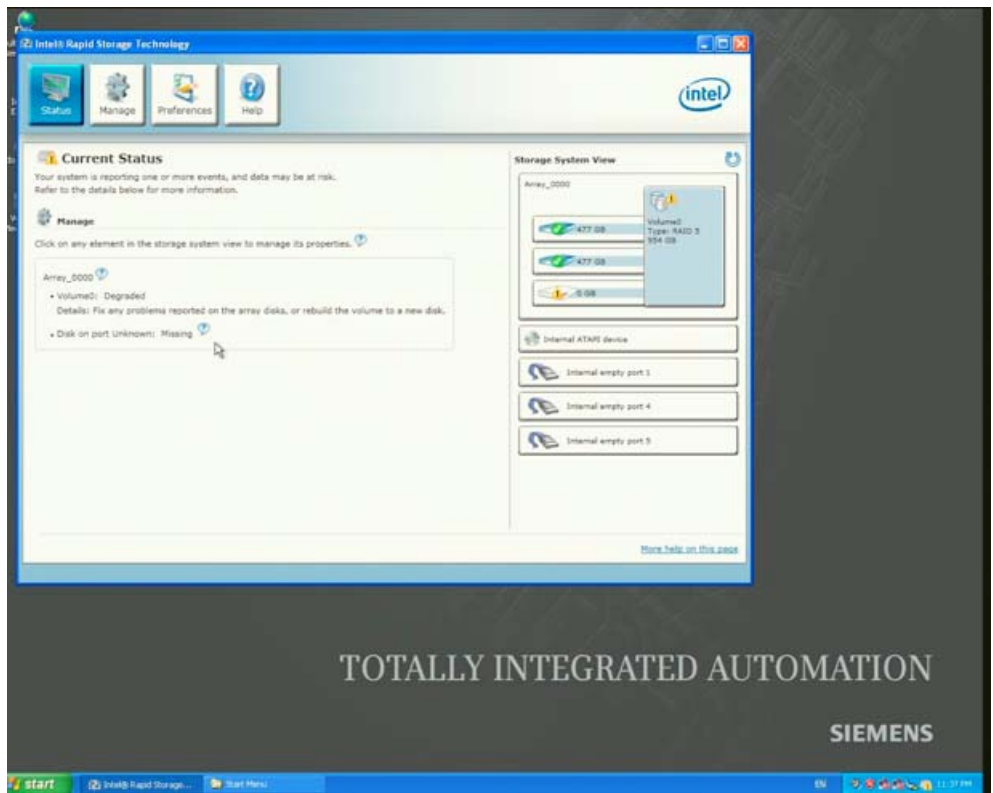 Intel® Rapid Storage Technology
Status
Manage
Preferences
Help
intel
Current Status
Your system is reporting one or more events, and data may be at risk.
Refer to the details below for more information.
Manage
Click on any element in the storage system view to manage its properties.
Array_0000
• Volume0: Degraded
Details: Fix any problems reported on the array disks, or rebuild the volume to a new disk.
• Disk on port Unknown: Missing
Storage System View
Array_0000
477 GB
477 GB
0 GB
Volume0
Type: RAID 5
954 GB
Internal ATAPI device
Internal empty port 1
Internal empty port 4
Internal empty port 5
More help on this page
TOTALLY INTEGRATED AUTOMATION
SIEMENS
start
Intel® Rapid Storage...
Start Menu
EN
11:37 PM